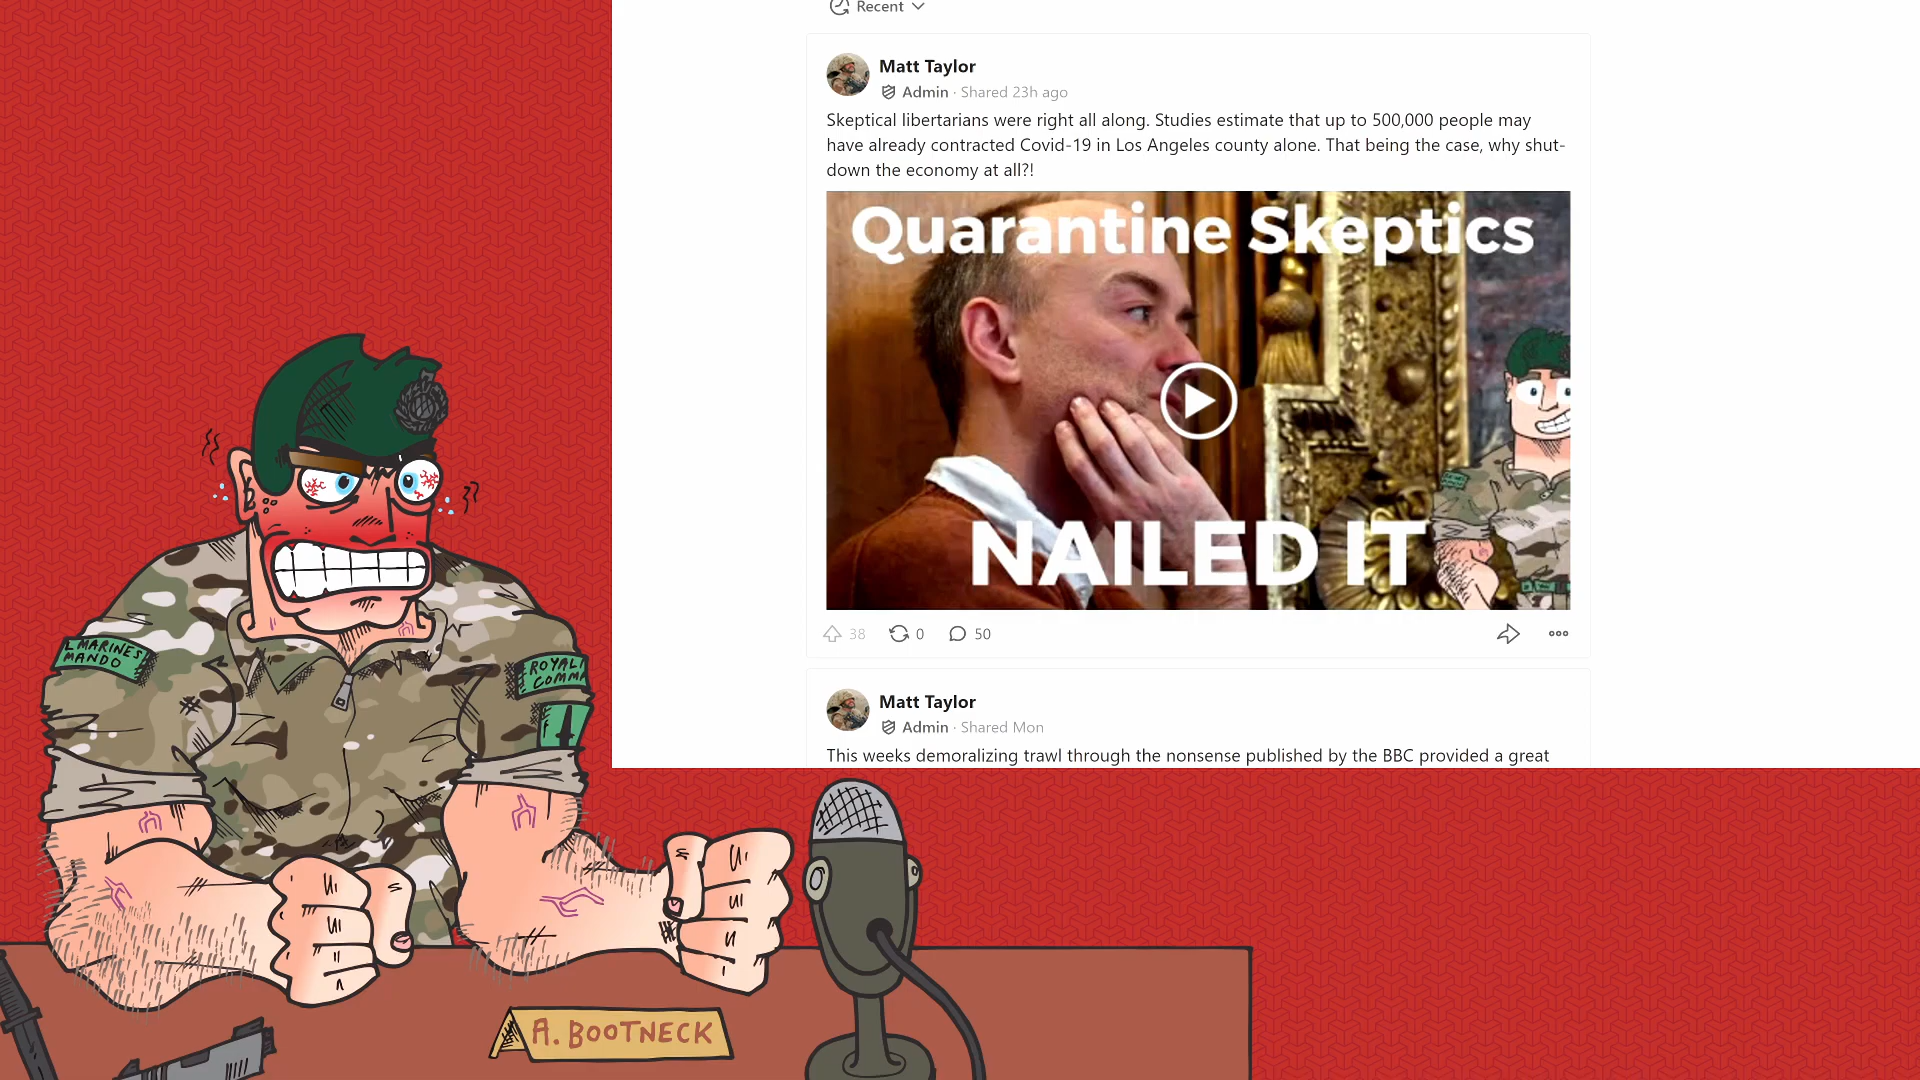 Recent
Matt Taylor
Admin · Shared 23h ago
Skeptical libertarians were right all along. Studies estimate that up to 500,000 people may
have already contracted Covid-19 in Los Angeles county alone. That being the case, why shut-
down the economy at all?!
Quarantine Skeptics
NAILED IT
38 0 50
Matt Taylor
Admin · Shared Mon
This weeks demoralizing trawl through the nonsense published by the BBC provided a great
L MARINES
MANDO
ROYAL
COMMA
A. BOOTNECK